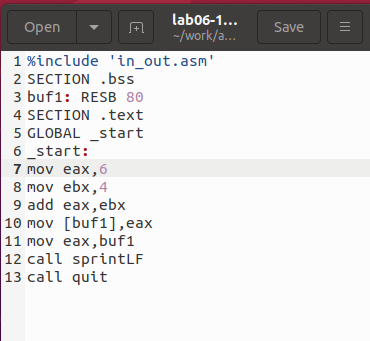 Open
lab06-1...
~/work/a...
Save
1 %include 'in_out.asm'
2 SECTION .bss
3 buf1: RESB 80
4 SECTION .text
5 GLOBAL _start
6 _start:
7 mov eax,6
8 mov ebx,4
9 add eax,ebx
10 mov [buf1],eax
11 mov eax,buf1
12 call sprintLF
13 call quit